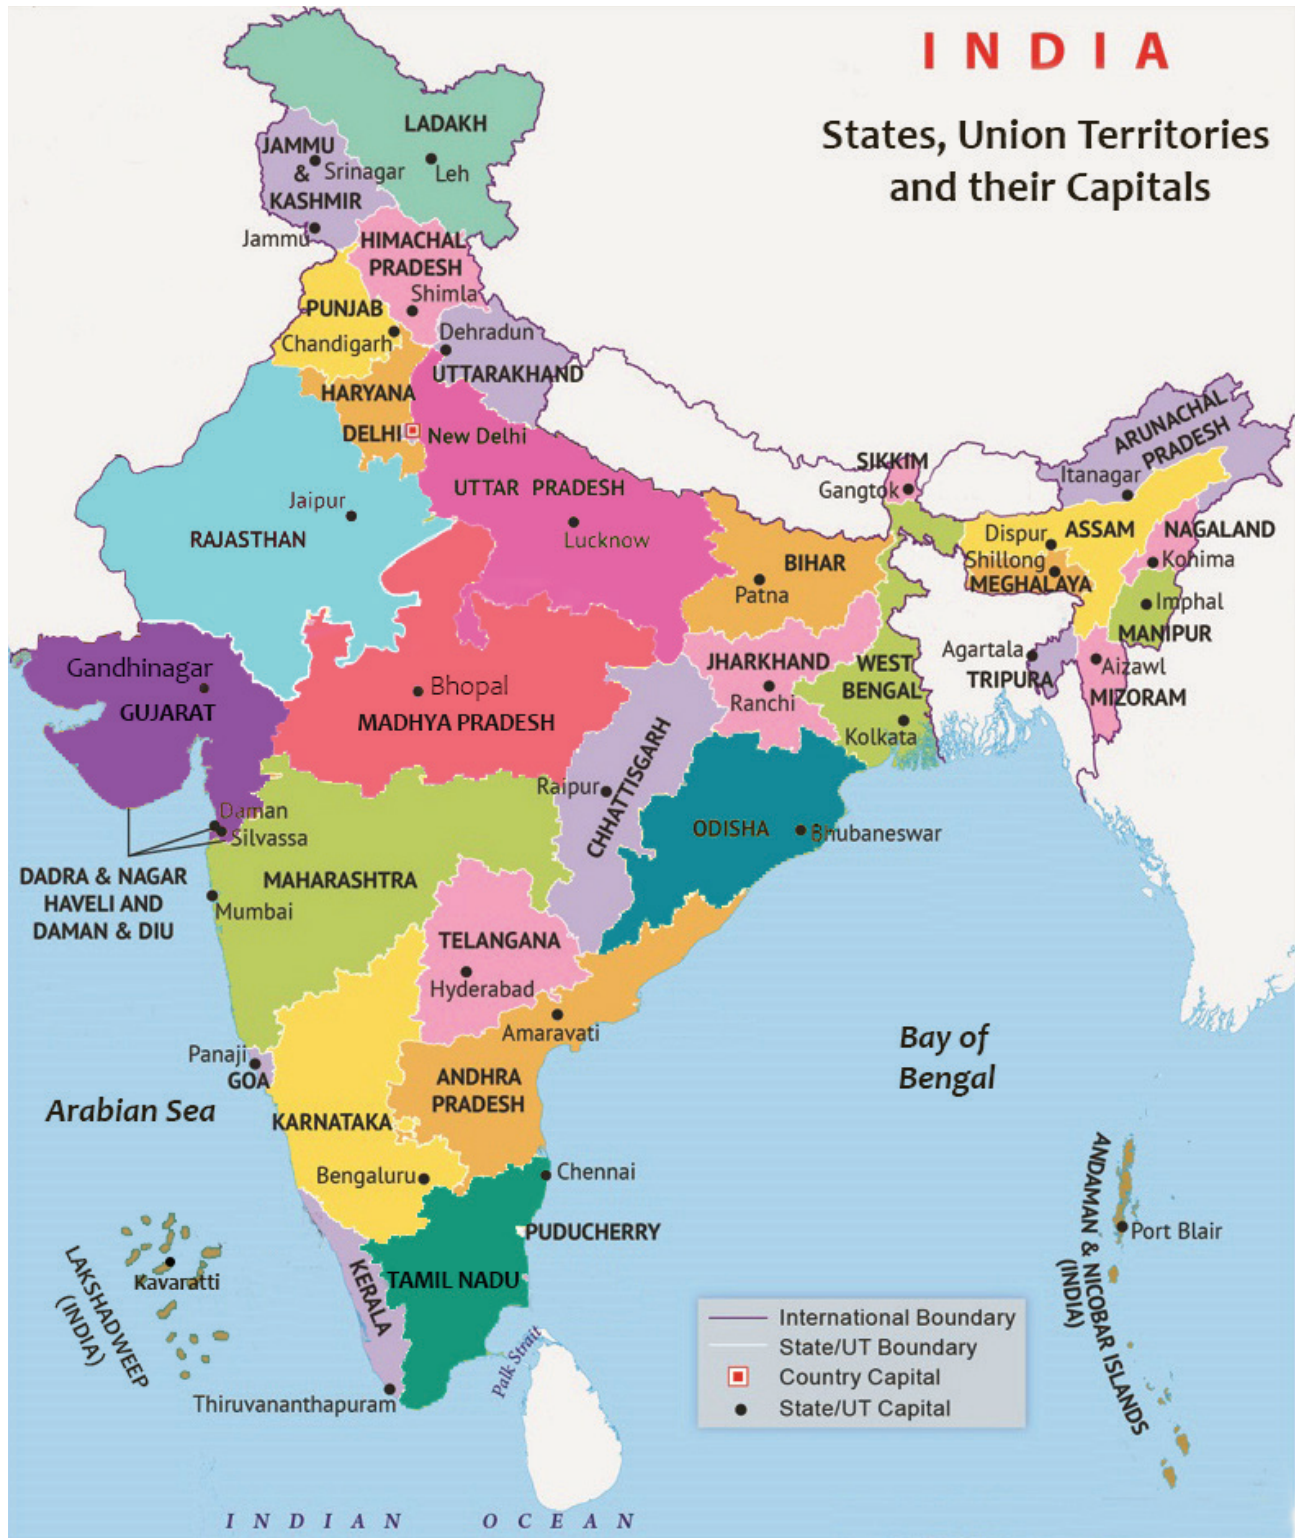 INDIA
States, Union Territories
and their Capitals
LADAKH
Leh
JAMMU
&
KASHMIR
Srinagar
Jammu
HIMACHAL
PRADESH
Shimla
PUNJAB
Chandigarh
Dehradun
UTTARAKHAND
HARYANA
DELHI
New Delhi
UTTAR PRADESH
Lucknow
Jaipur
RAJASTHAN
ARUNACHAL
PRADESH
Itanagar
SIKKIM
Gangtok
Dispur
ASSAM
NAGALAND
Shillong
MEGHALAYA
Kohima
Imphal
MANIPUR
BIHAR
Patna
Agartala
TRIPURA
Aizawl
MIZORAM
JHARKHAND
Ranchi
WEST
BENGAL
Kolkata
Gandhinagar
GUJARAT
Bhopal
MADHYA PRADESH
Raipur
CHHATTISGARH
ODISHA
Bhubaneswar
Daman
Silvassa
DADRA & NAGAR
HAVELI AND
DAMAN & DIU
MAHARASHTRA
Mumbai
TELANGANA
Hyderabad
Amaravati
Panaji
GOA
ANDHRA
PRADESH
Bay of
Bengal
Arabian Sea
KARNATAKA
Bengaluru
Chennai
PUDUCHERRY
ANDAMAN & NICOBAR ISLANDS
(INDIA)
Port Blair
LAKSHADWEEP
(INDIA)
Kavaratti
KERALA
TAMIL NADU
Thiruvananthapuram
Palk Strait
International Boundary
State/UT Boundary
Country Capital
State/UT Capital
INDIAN OCEAN